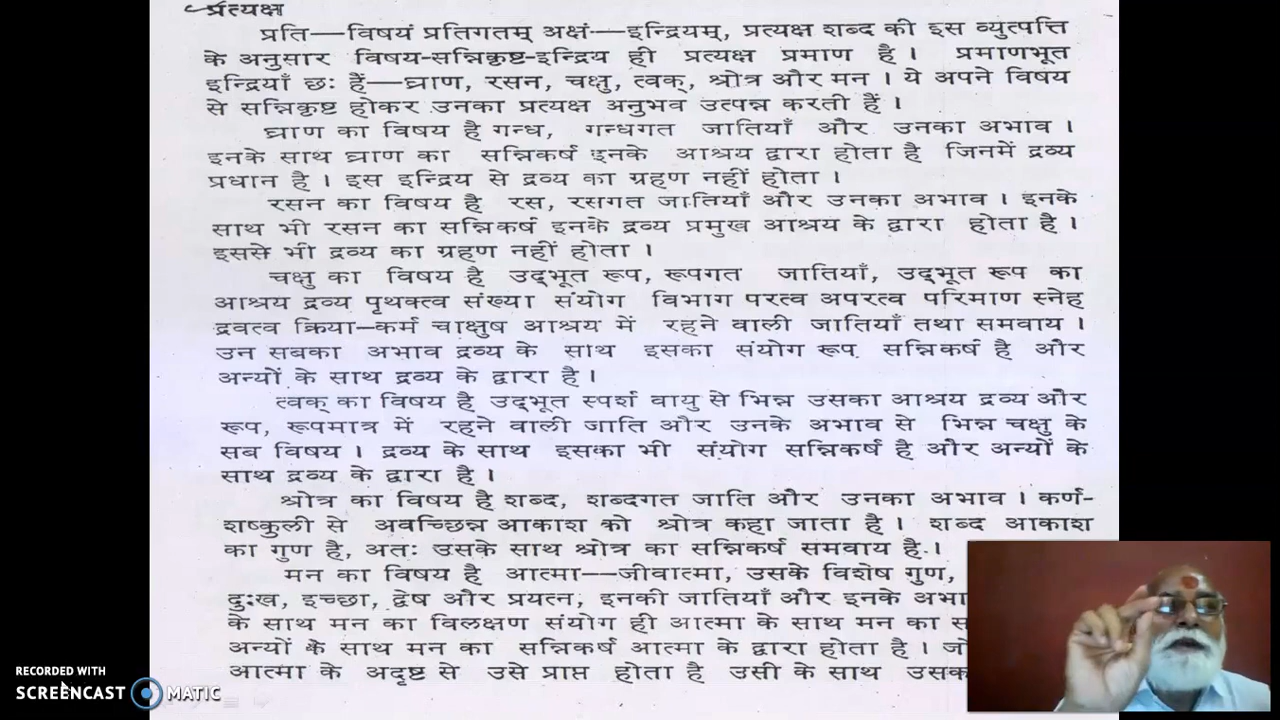 प्रत्यक्ष
प्रति—विषयं प्रतिगतम् अक्षं—इन्द्रियम्, प्रत्यक्ष शब्द की इस व्युत्पत्ति
के अनुसार विषय-सन्निकृष्ट-इन्द्रिय ही प्रत्यक्ष प्रमाण है । प्रमाणभूत
इन्द्रियाँ छः हैं—घ्राण, रसन, चक्षु, त्वक्, श्रोत्र और मन । ये अपने विषय
से सन्निकृष्ट होकर उनका प्रत्यक्ष अनुभव उत्पन्न करती हैं ।
घ्राण का विषय है गन्ध, गन्धगत जातियाँ और उनका अभाव ।
इनके साथ घ्राण का सन्निकर्ष इनके आश्रय द्वारा होता है जिनमें द्रव्य
प्रधान है । इस इन्द्रिय से द्रव्य का ग्रहण नहीं होता ।
रसन का विषय है रस, रसगत जातियाँ और उनका अभाव । इनके
साथ भी रसन का सन्निकर्ष इनके द्रव्य प्रमुख आश्रय के द्वारा होता है ।
इससे भी द्रव्य का ग्रहण नहीं होता ।
चक्षु का विषय है उद्भूत रूप, रूपगत जातियाँ, उद्भूत रूप का
आश्रय द्रव्य पृथक्त्व संख्या संयोग विभाग परत्व अपरत्व परिमाण स्नेह
द्रवत्व क्रिया—कर्म चाक्षुष आश्रय में रहने वाली जातियाँ तथा समवाय ।
उन सबका अभाव द्रव्य के साथ इसका संयोग रूप सन्निकर्ष है और
अन्यों के साथ द्रव्य के द्वारा है ।
त्वक् का विषय है उद्भूत स्पर्श वायु से भिन्न उसका आश्रय द्रव्य और
रूप, रूपमात्र में रहने वाली जाति और उनके अभाव से भिन्न चक्षु के
सब विषय । द्रव्य के साथ इसका भी संयोग सन्निकर्ष है और अन्यों के
साथ द्रव्य के द्वारा है ।
श्रोत्र का विषय है शब्द, शब्दगत जाति और उनका अभाव । कर्ण-
शष्कुली से अवच्छिन्न आकाश को श्रोत्र कहा जाता है । शब्द आकाश
का गुण है, अतः उसके साथ श्रोत्र का सन्निकर्ष समवाय है ।
मन का विषय है आत्मा—जीवात्मा, उसके विशेष गुण,
दुःख, इच्छा, द्वेष और प्रयत्न, इनकी जातियाँ और इनके अभा
के साथ मन का विलक्षण संयोग ही आत्मा के साथ मन का स
अन्यों के साथ मन का सन्निकर्ष आत्मा के द्वारा होता है । जो
आत्मा के अदृष्ट से उसे प्राप्त होता है उसी के साथ उसक
RECORDED WITH
SCREENCAST MATIC